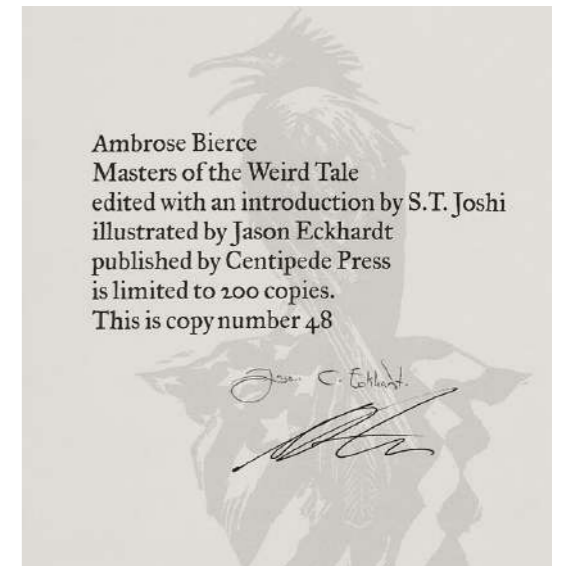 Ambrose Bierce
Masters of the Weird Tale
edited with an introduction by S.T. Joshi
illustrated by Jason Eckhardt
published by Centipede Press
is limited to 200 copies.
This is copy number 48
Jason C. Eckhardt.